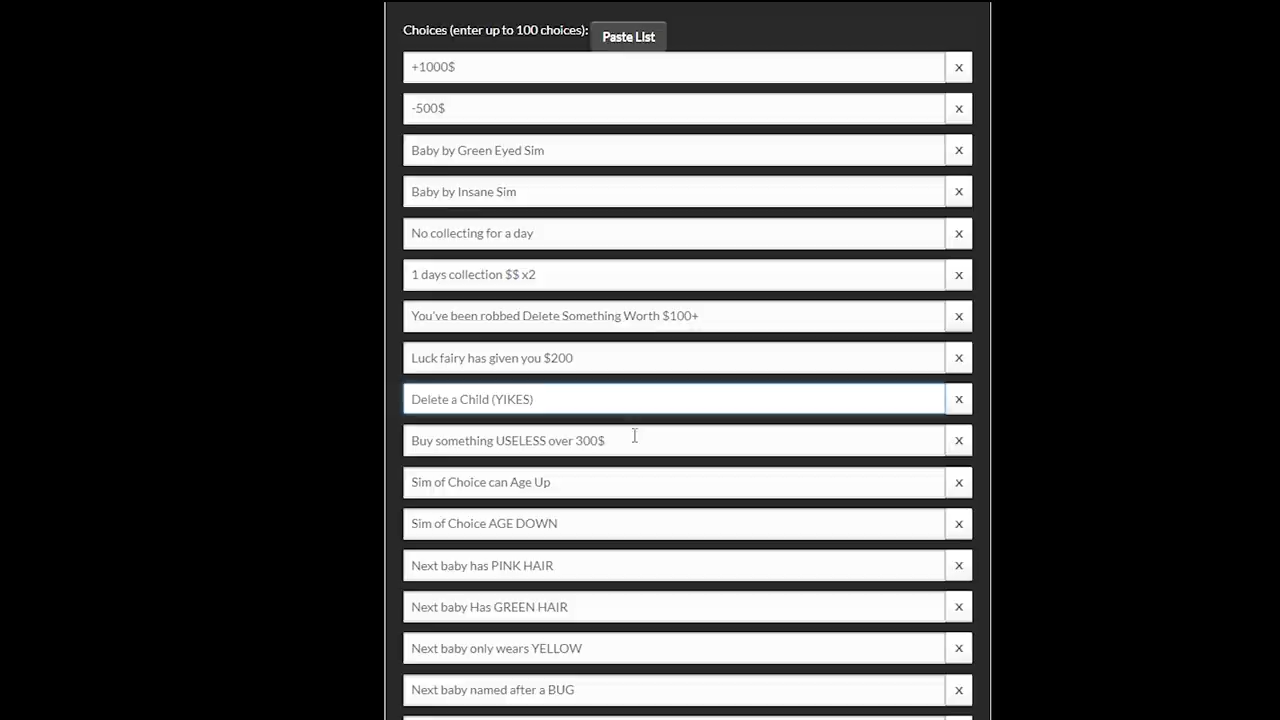 Choices (enter up to 100 choices): Paste List
+1000$ x
-500$ x
Baby by Green Eyed Sim x
Baby by Insane Sim x
No collecting for a day x
1 days collection $$ x2 x
You've been robbed Delete Something Worth $100+ x
Luck fairy has given you $200 x
Delete a Child (YIKES) x
Buy something USELESS over 300$ x
Sim of Choice can Age Up x
Sim of Choice AGE DOWN x
Next baby has PINK HAIR x
Next baby Has GREEN HAIR x
Next baby only wears YELLOW x
Next baby named after a BUG x